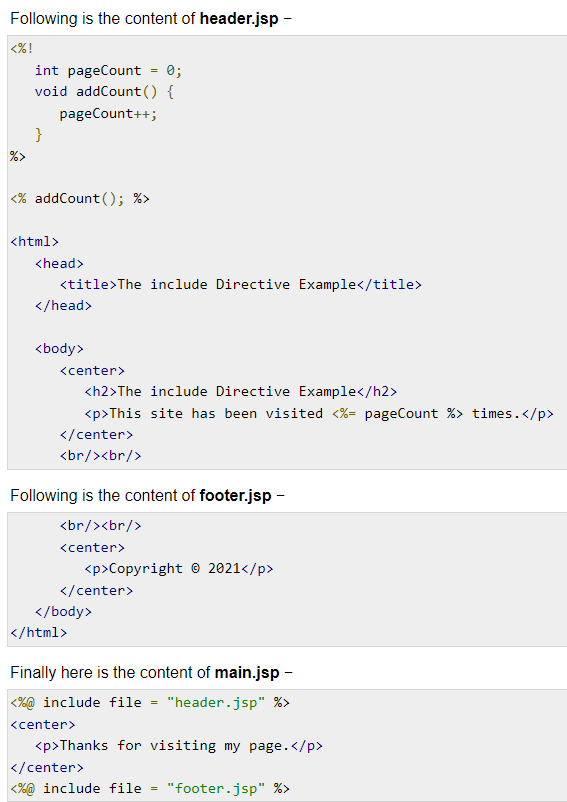 Following is the content of header.jsp −
<%!
   int pageCount = 0;
   void addCount() {
      pageCount++;
   }
%>

<% addCount(); %>

<html>
   <head>
      <title>The include Directive Example</title>
   </head>

   <body>
      <center>
         <h2>The include Directive Example</h2>
         <p>This site has been visited <%= pageCount %> times.</p>
      </center>
      <br/><br/>
Following is the content of footer.jsp −
      <br/><br/>
      <center>
         <p>Copyright © 2021</p>
      </center>
   </body>
</html>
Finally here is the content of main.jsp −
<%@ include file = "header.jsp" %>
<center>
   <p>Thanks for visiting my page.</p>
</center>
<%@ include file = "footer.jsp" %>